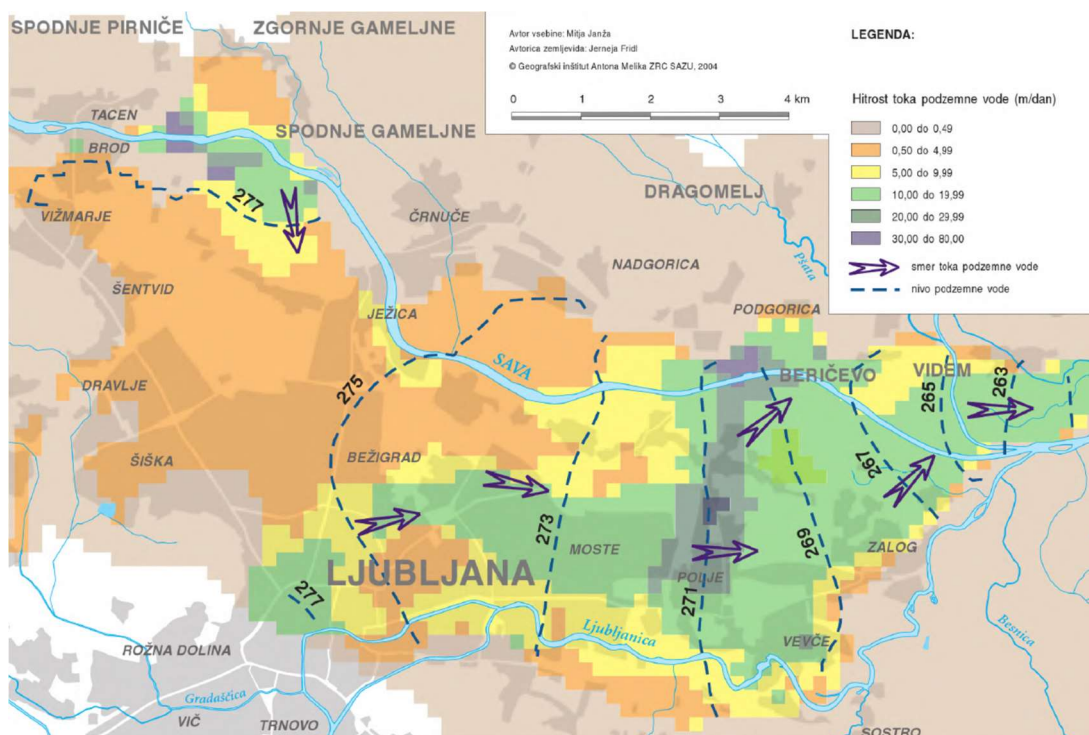 SPODNJE PIRNIČE
ZGORNJE GAMELJNE
Avtor vsebine: Mitja Janža
Avtorica zemljevida: Jerneja Fridl
© Geografski inštitut Antona Melika ZRC SAZU, 2004
0 1 2 3 4 km
LEGENDA:
Hitrost toka podzemne vode (m/dan)
0,00 do 0,49
0,50 do 4,99
5,00 do 9,99
10,00 do 19,99
20,00 do 29,99
30,00 do 80,00
smer toka podzemne vode
nivo podzemne vode
TACEN
BROD
SPODNJE GAMELJNE
DRAGOMELJ
277
VIŽMARJE
ČRNUČE
Pšata
NADGORICA
ŠENTVID
JEŽICA
PODGORICA
SAVA
BERIČEVO
VIDEM
DRAVLJE
275
265
263
ŠIŠKA
BEŽIGRAD
267
273
MOSTE
269
ZALOG
LJUBLJANA
POLJE
277
271
Ljubljanica
VEVČE
Besnica
ROŽNA DOLINA
Gradaščica
VIČ
TRNOVO
SOSTRO